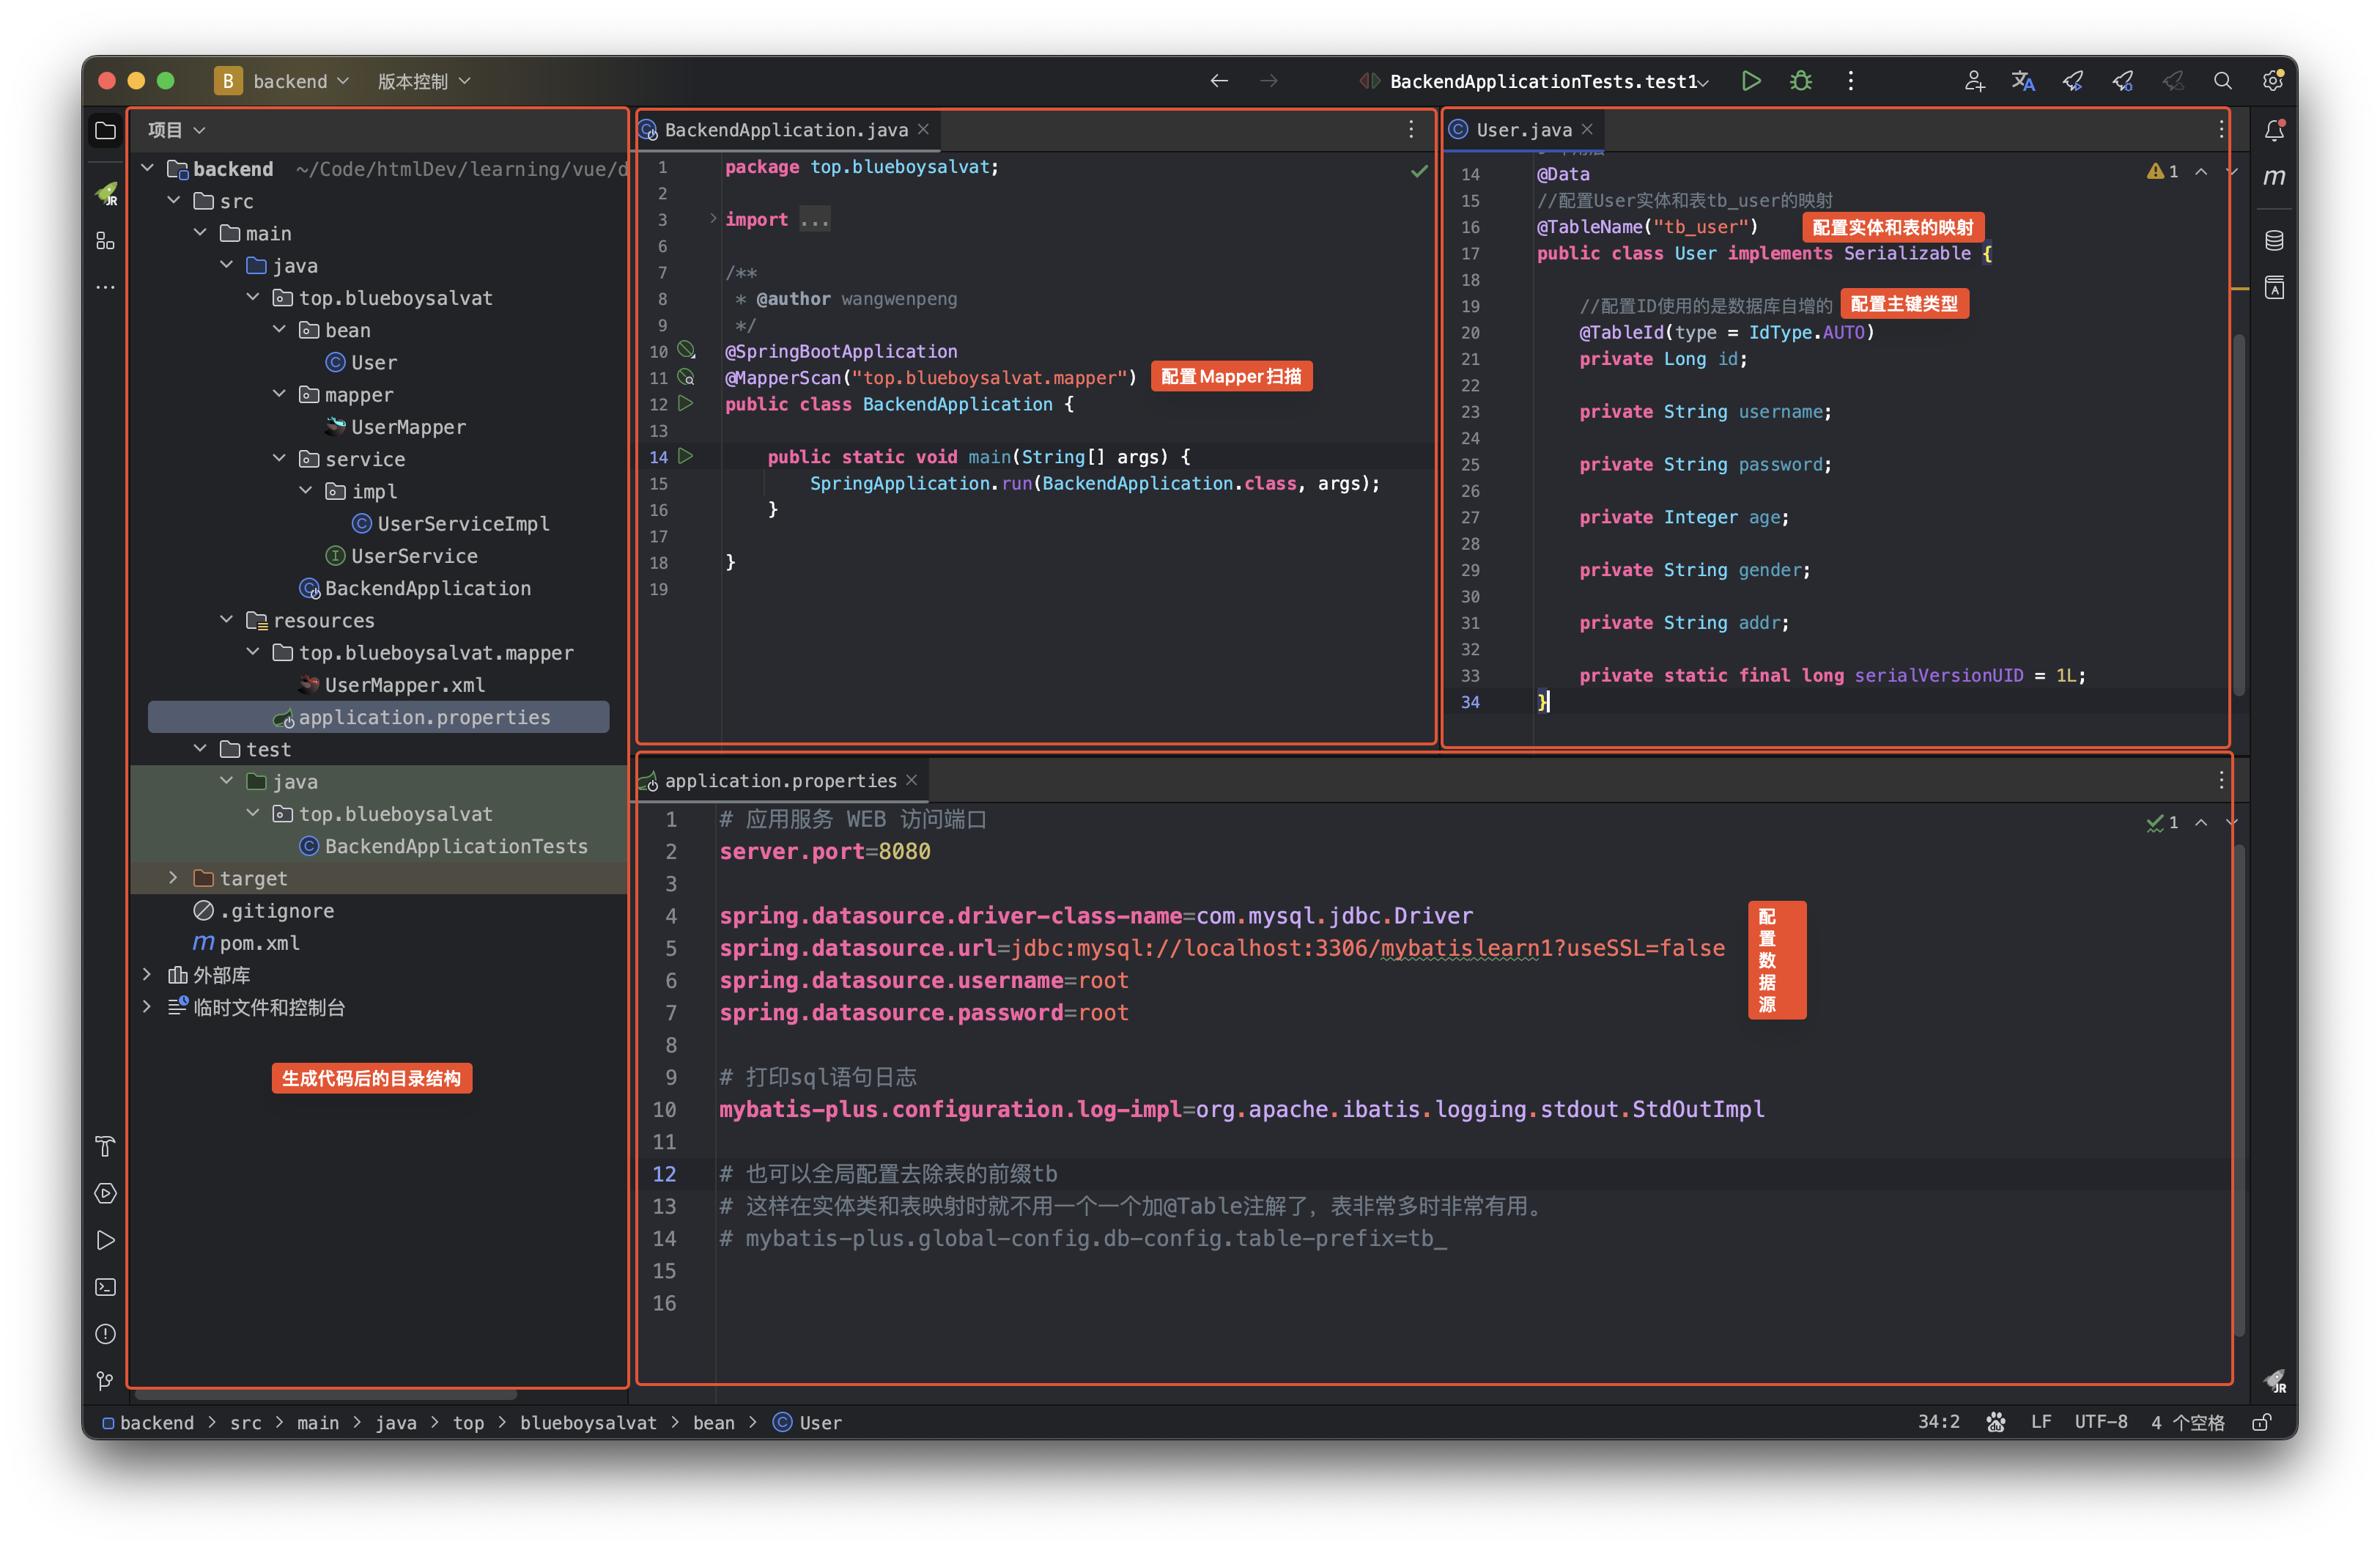 B backend 版本控制
BackendApplicationTests.test1
项目
backend ~/Code/htmlDev/learning/vue/d
src
main
java
top.blueboysalvat
bean
User
mapper
UserMapper
service
impl
UserServiceImpl
UserService
BackendApplication
resources
top.blueboysalvat.mapper
UserMapper.xml
application.properties
test
java
top.blueboysalvat
BackendApplicationTests
target
.gitignore
pom.xml
外部库
临时文件和控制台
生成代码后的目录结构
BackendApplication.java
1 package top.blueboysalvat;
2
3 import ...
6
7 /**
8 * @author wangwenpeng
9 */
10 @SpringBootApplication
11 @MapperScan("top.blueboysalvat.mapper") 配置Mapper扫描
12 public class BackendApplication {
13
14 public static void main(String[] args) {
15 SpringApplication.run(BackendApplication.class, args);
16 }
17
18 }
19
User.java
1
14 @Data
15 //配置User实体和表tb_user的映射
16 @TableName("tb_user") 配置实体和表的映射
17 public class User implements Serializable {
18
19 //配置ID使用的是数据库自增的 配置主键类型
20 @TableId(type = IdType.AUTO)
21 private Long id;
22
23 private String username;
24
25 private String password;
26
27 private Integer age;
28
29 private String gender;
30
31 private String addr;
32
33 private static final long serialVersionUID = 1L;
34 }
application.properties
1
1 # 应用服务 WEB 访问端口
2 server.port=8080
3
4 spring.datasource.driver-class-name=com.mysql.jdbc.Driver
5 spring.datasource.url=jdbc:mysql://localhost:3306/mybatislearn1?useSSL=false
6 spring.datasource.username=root
7 spring.datasource.password=root
配
置
数
据
源
8
9 # 打印sql语句日志
10 mybatis-plus.configuration.log-impl=org.apache.ibatis.logging.stdout.StdOutImpl
11
12 # 也可以全局配置去除表的前缀tb
13 # 这样在实体类和表映射时就不用一个一个加@Table注解了，表非常多时非常有用。
14 # mybatis-plus.global-config.db-config.table-prefix=tb_
15
16
backend > src > main > java > top > blueboysalvat > bean > User
34:2 LF UTF-8 4 个空格